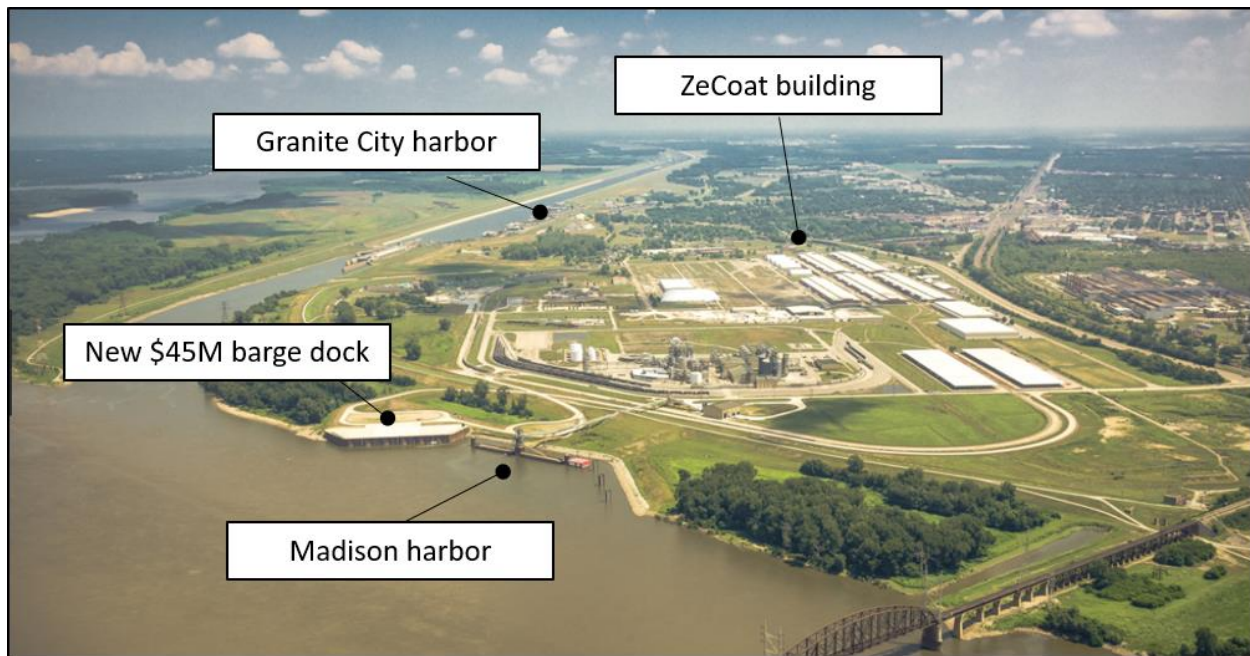 ZeCoat building
Granite City harbor
New $45M barge dock
Madison harbor